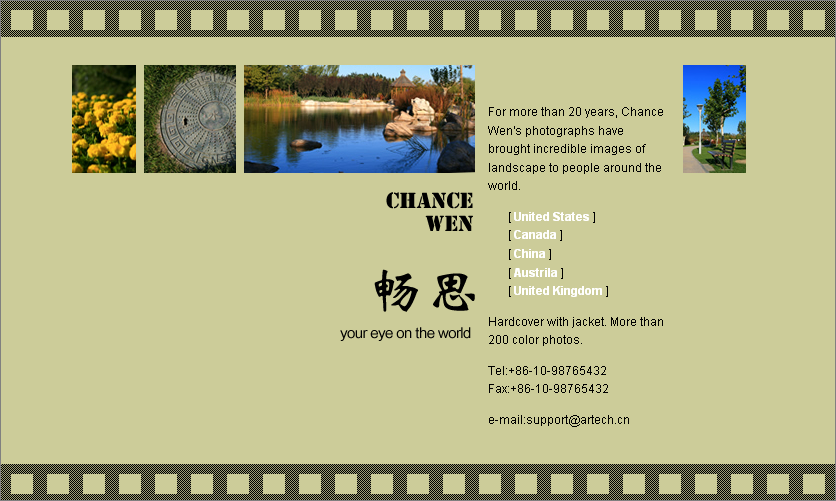 CHANCE
WEN
畅思
your eye on the world
For more than 20 years, Chance
Wen's photographs have
brought incredible images of
landscape to people around the
world.
[ United States ]
[ Canada ]
[ China ]
[ Austrila ]
[ United Kingdom ]
Hardcover with jacket. More than
200 color photos.
Tel:+86-10-98765432
Fax:+86-10-98765432
e-mail:support@artech.cn